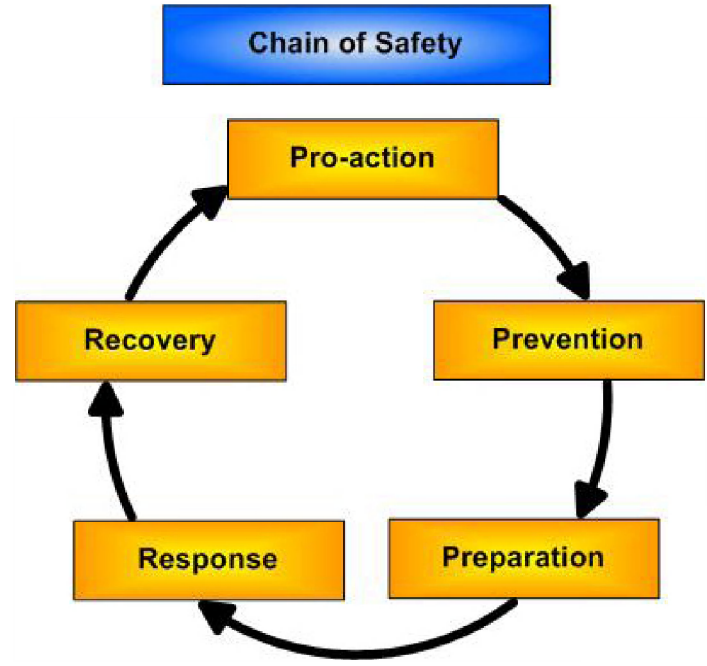 Chain of Safety
Pro-action
Prevention
Preparation
Response
Recovery